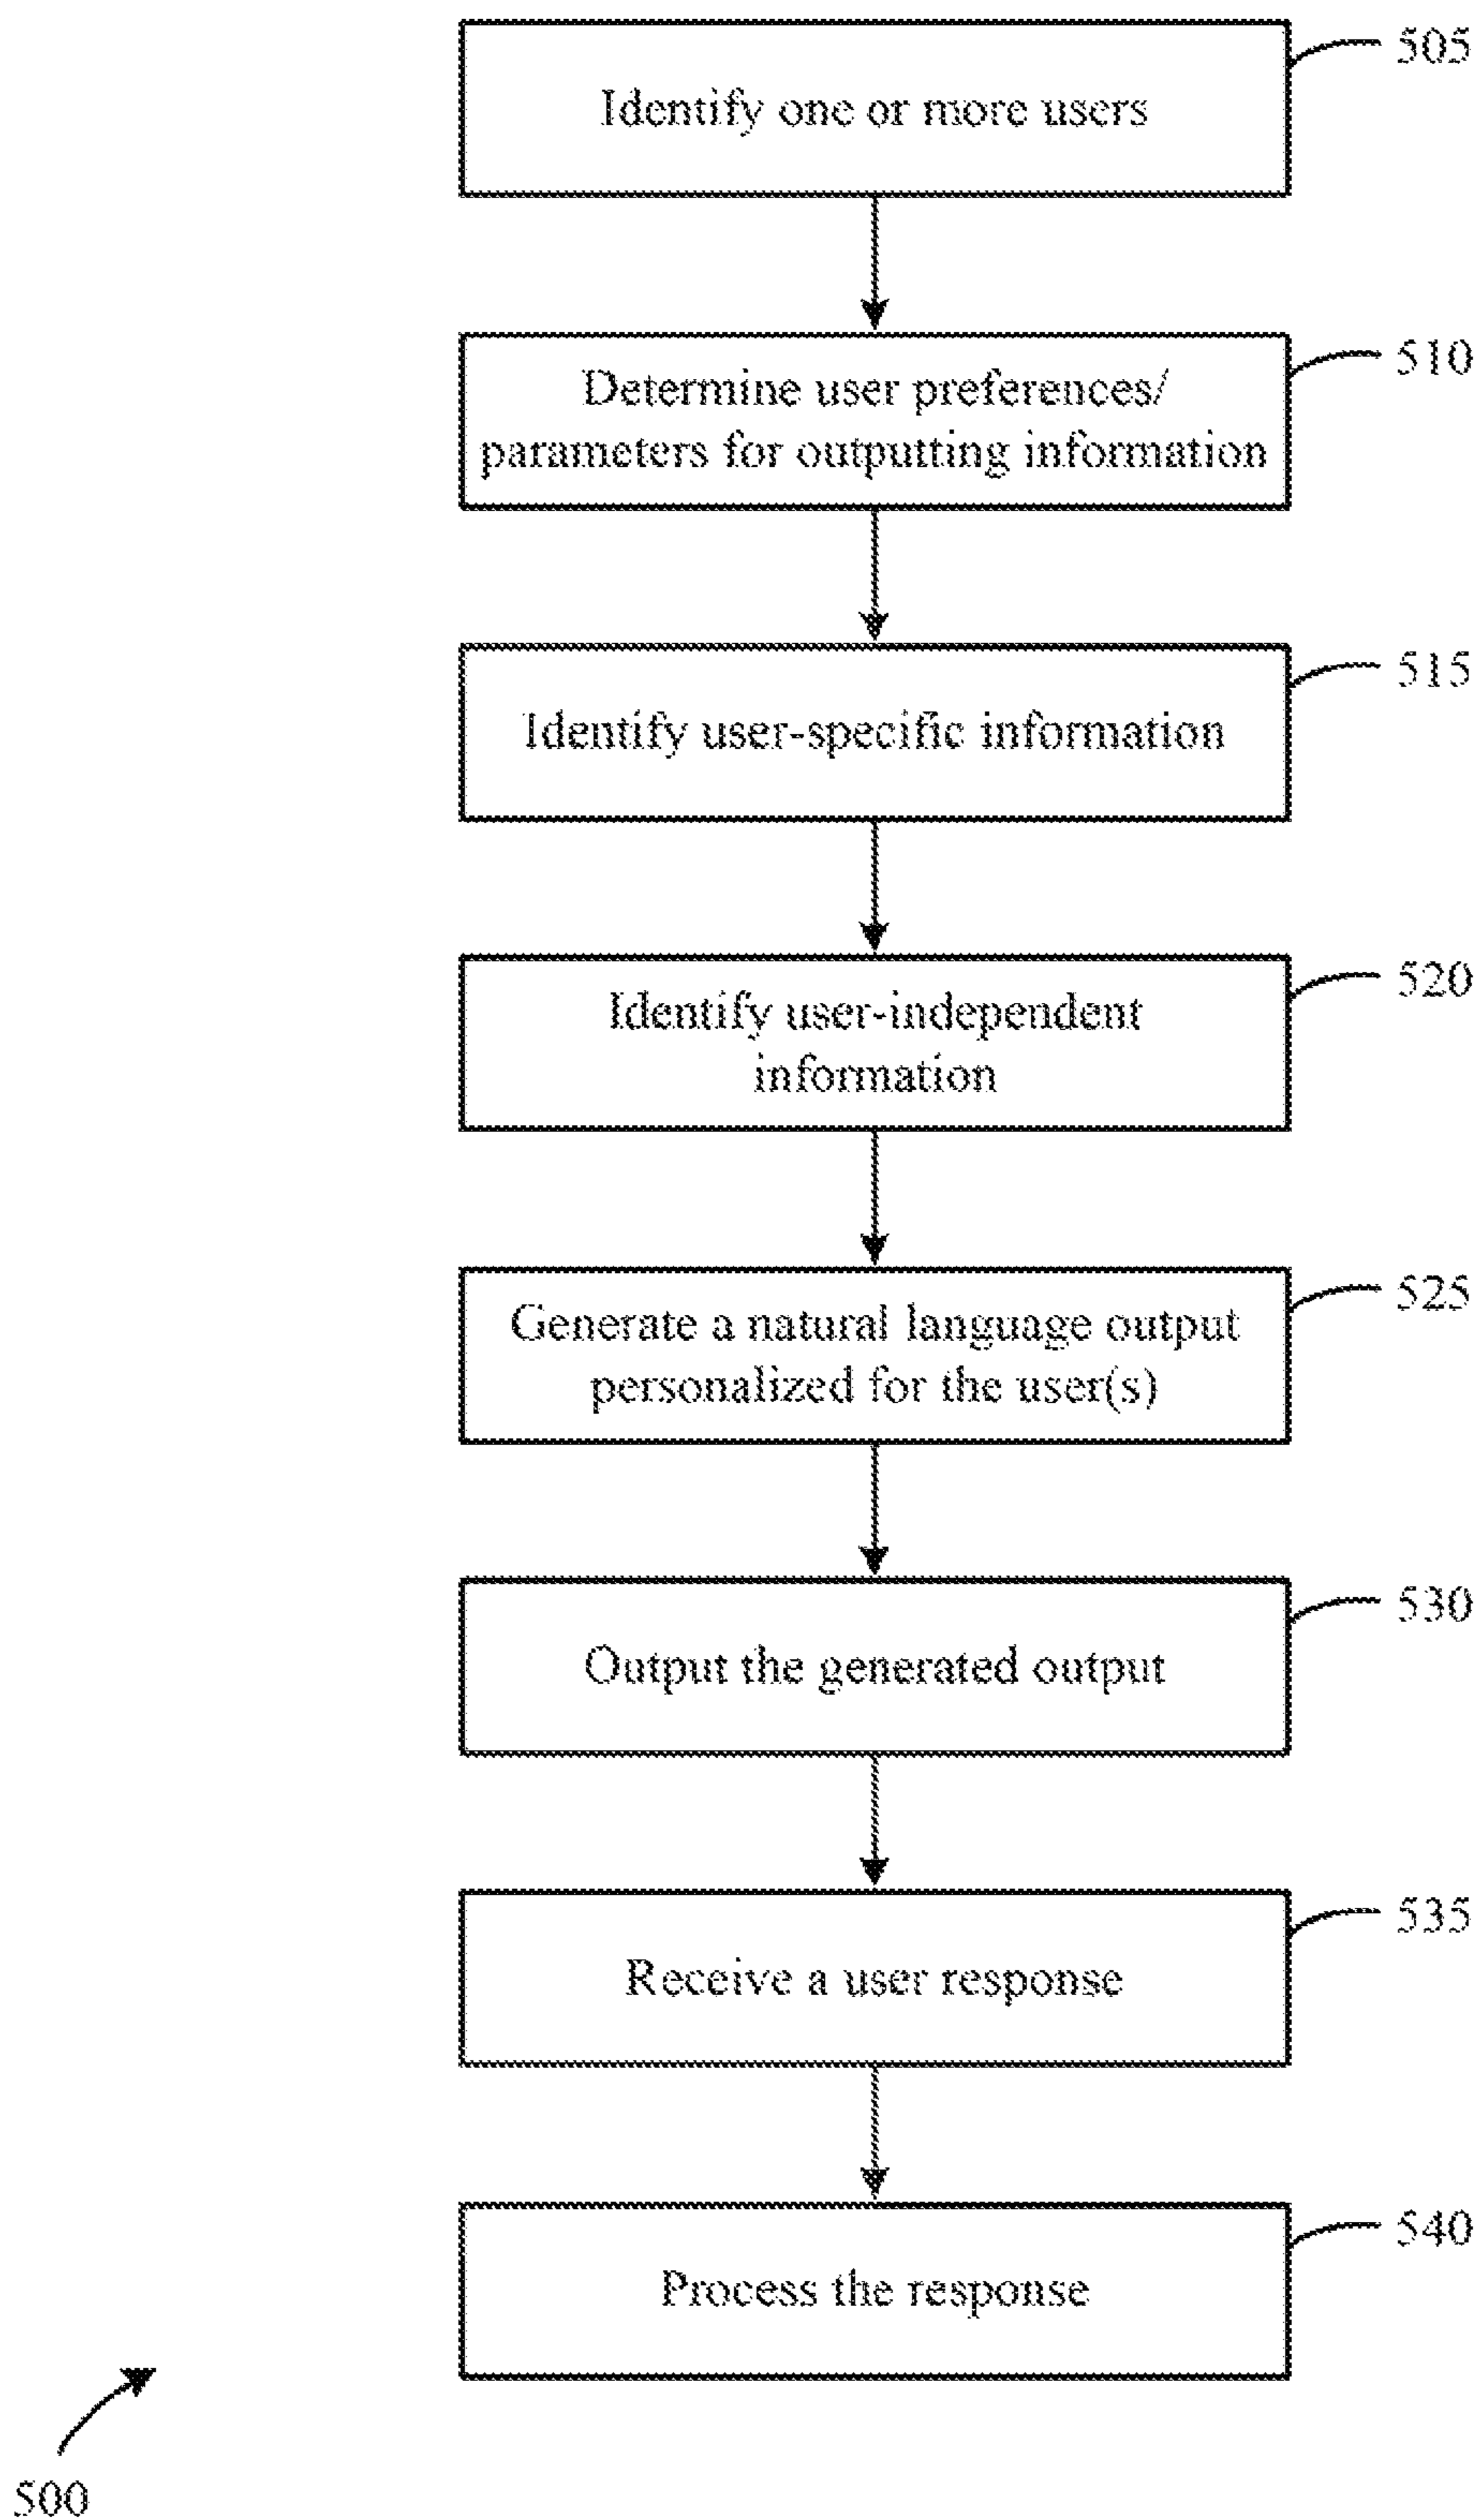 505
Identify one or more users
510
Determine user preferences/
parameters for outputting information
515
Identify user-specific information
520
Identify user-independent
information
525
Generate a natural language output
personalized for the user(s)
530
Output the generated output
535
Receive a user response
540
Process the response
500